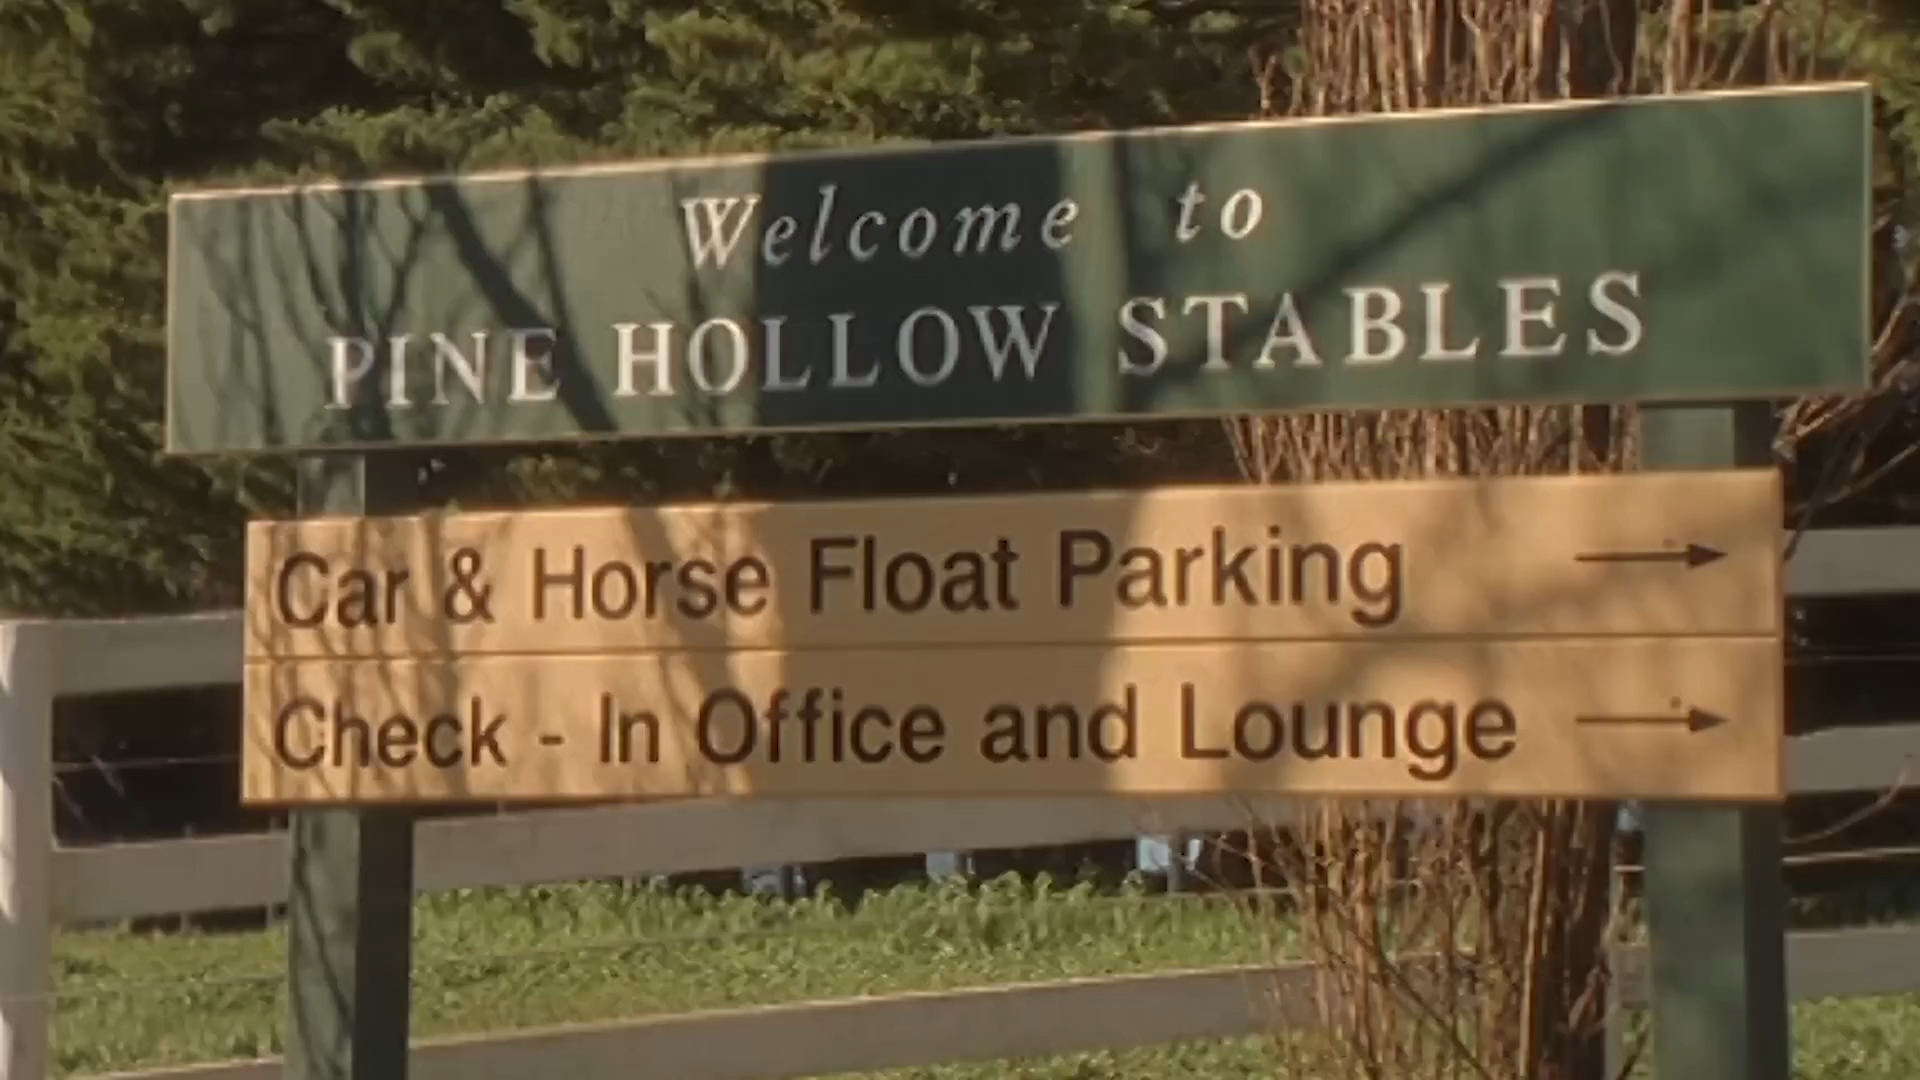 Welcome to
PINE HOLLOW STABLES
Car & Horse Float Parking →
Check - In Office and Lounge →